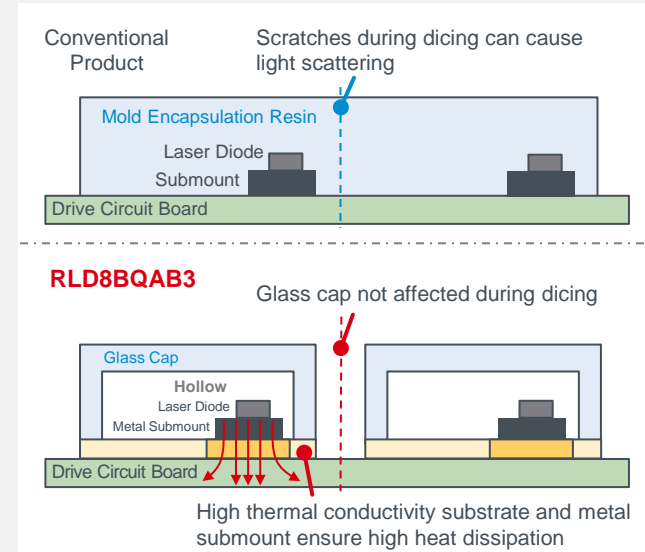 Conventional
Product
Scratches during dicing can cause
light scattering
Mold Encapsulation Resin
Laser Diode
Submount
Drive Circuit Board
RLD8BQAB3
Glass cap not affected during dicing
Glass Cap
Hollow
Laser Diode
Metal Submount
Drive Circuit Board
High thermal conductivity substrate and metal
submount ensure high heat dissipation